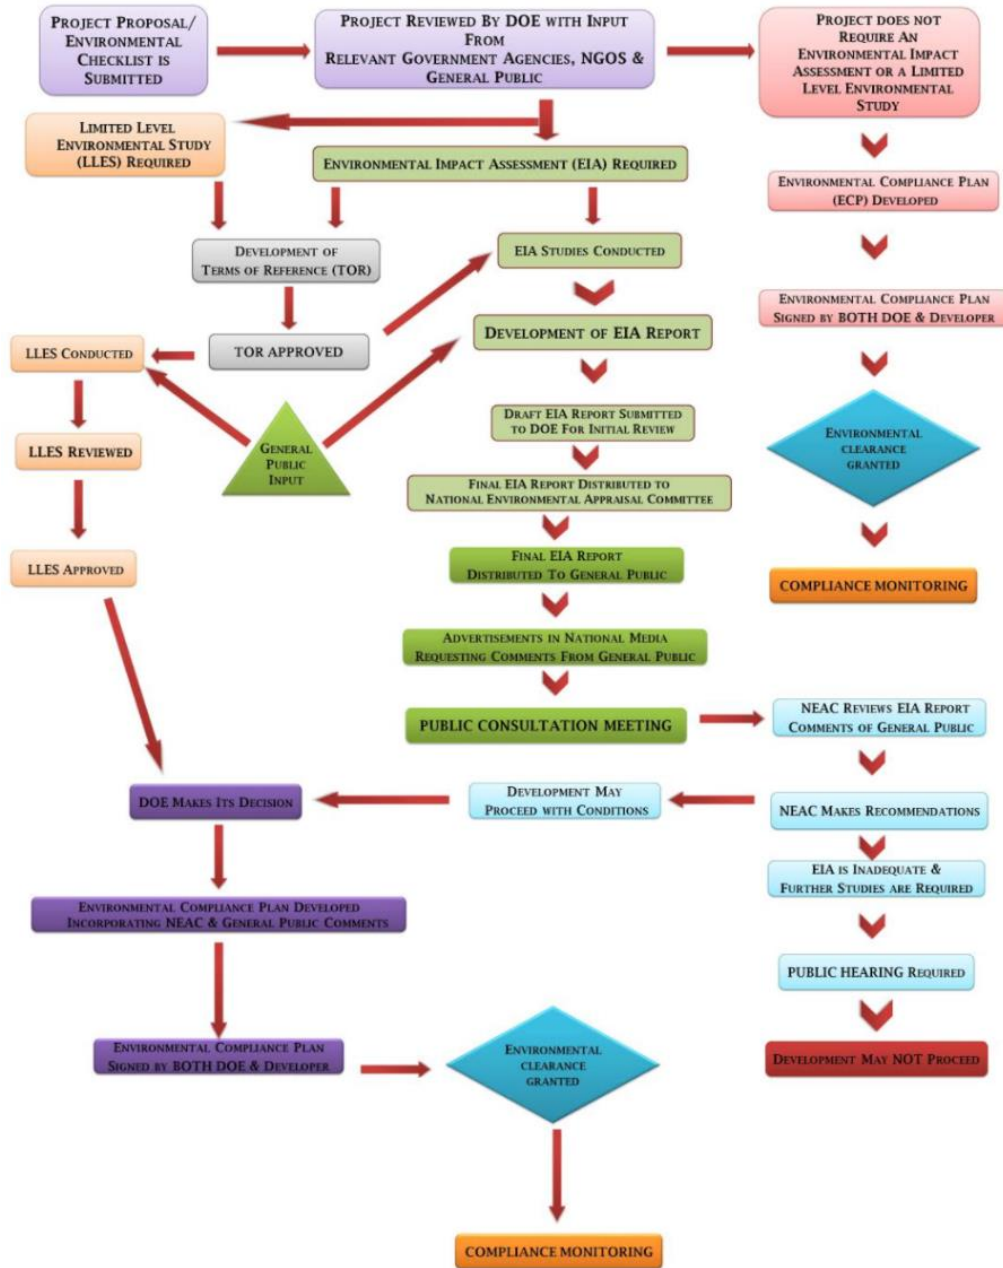 PROJECT PROPOSAL/
ENVIRONMENTAL
CHECKLIST IS
SUBMITTED
PROJECT REVIEWED BY DOE WITH INPUT
FROM
RELEVANT GOVERNMENT AGENCIES, NGOS &
GENERAL PUBLIC
PROJECT DOES NOT
REQUIRE AN
ENVIRONMENTAL IMPACT
ASSESSMENT OR A LIMITED
LEVEL ENVIRONMENTAL
STUDY
LIMITED LEVEL
ENVIRONMENTAL STUDY
(LLES) REQUIRED
ENVIRONMENTAL IMPACT ASSESSMENT (EIA) REQUIRED
ENVIRONMENTAL COMPLIANCE PLAN
(ECP) DEVELOPED
DEVELOPMENT OF
TERMS OF REFERENCE (TOR)
EIA STUDIES CONDUCTED
ENVIRONMENTAL COMPLIANCE PLAN
SIGNED BY BOTH DOE & DEVELOPER
DEVELOPMENT OF EIA REPORT
LLES CONDUCTED
TOR APPROVED
DRAFT EIA REPORT SUBMITTED
TO DOE FOR INITIAL REVIEW
GENERAL
PUBLIC
INPUT
LLES REVIEWED
ENVIRONMENTAL
CLEARANCE
GRANTED
FINAL EIA REPORT DISTRIBUTED TO
NATIONAL ENVIRONMENTAL APPRAISAL COMMITTEE
LLES APPROVED
FINAL EIA REPORT
DISTRIBUTED TO GENERAL PUBLIC
COMPLIANCE MONITORING
ADVERTISEMENTS IN NATIONAL MEDIA
REQUESTING COMMENTS FROM GENERAL PUBLIC
PUBLIC CONSULTATION MEETING
NEAC REVIEWS EIA REPORT
COMMENTS OF GENERAL PUBLIC
DOE MAKES ITS DECISION
DEVELOPMENT MAY
PROCEED WITH CONDITIONS
NEAC MAKES RECOMMENDATIONS
EIA IS INADEQUATE &
FURTHER STUDIES ARE REQUIRED
ENVIRONMENTAL COMPLIANCE PLAN DEVELOPED
INCORPORATING NEAC & GENERAL PUBLIC COMMENTS
PUBLIC HEARING REQUIRED
ENVIRONMENTAL COMPLIANCE PLAN
SIGNED BY BOTH DOE & DEVELOPER
ENVIRONMENTAL
CLEARANCE
GRANTED
DEVELOPMENT MAY NOT PROCEED
COMPLIANCE MONITORING